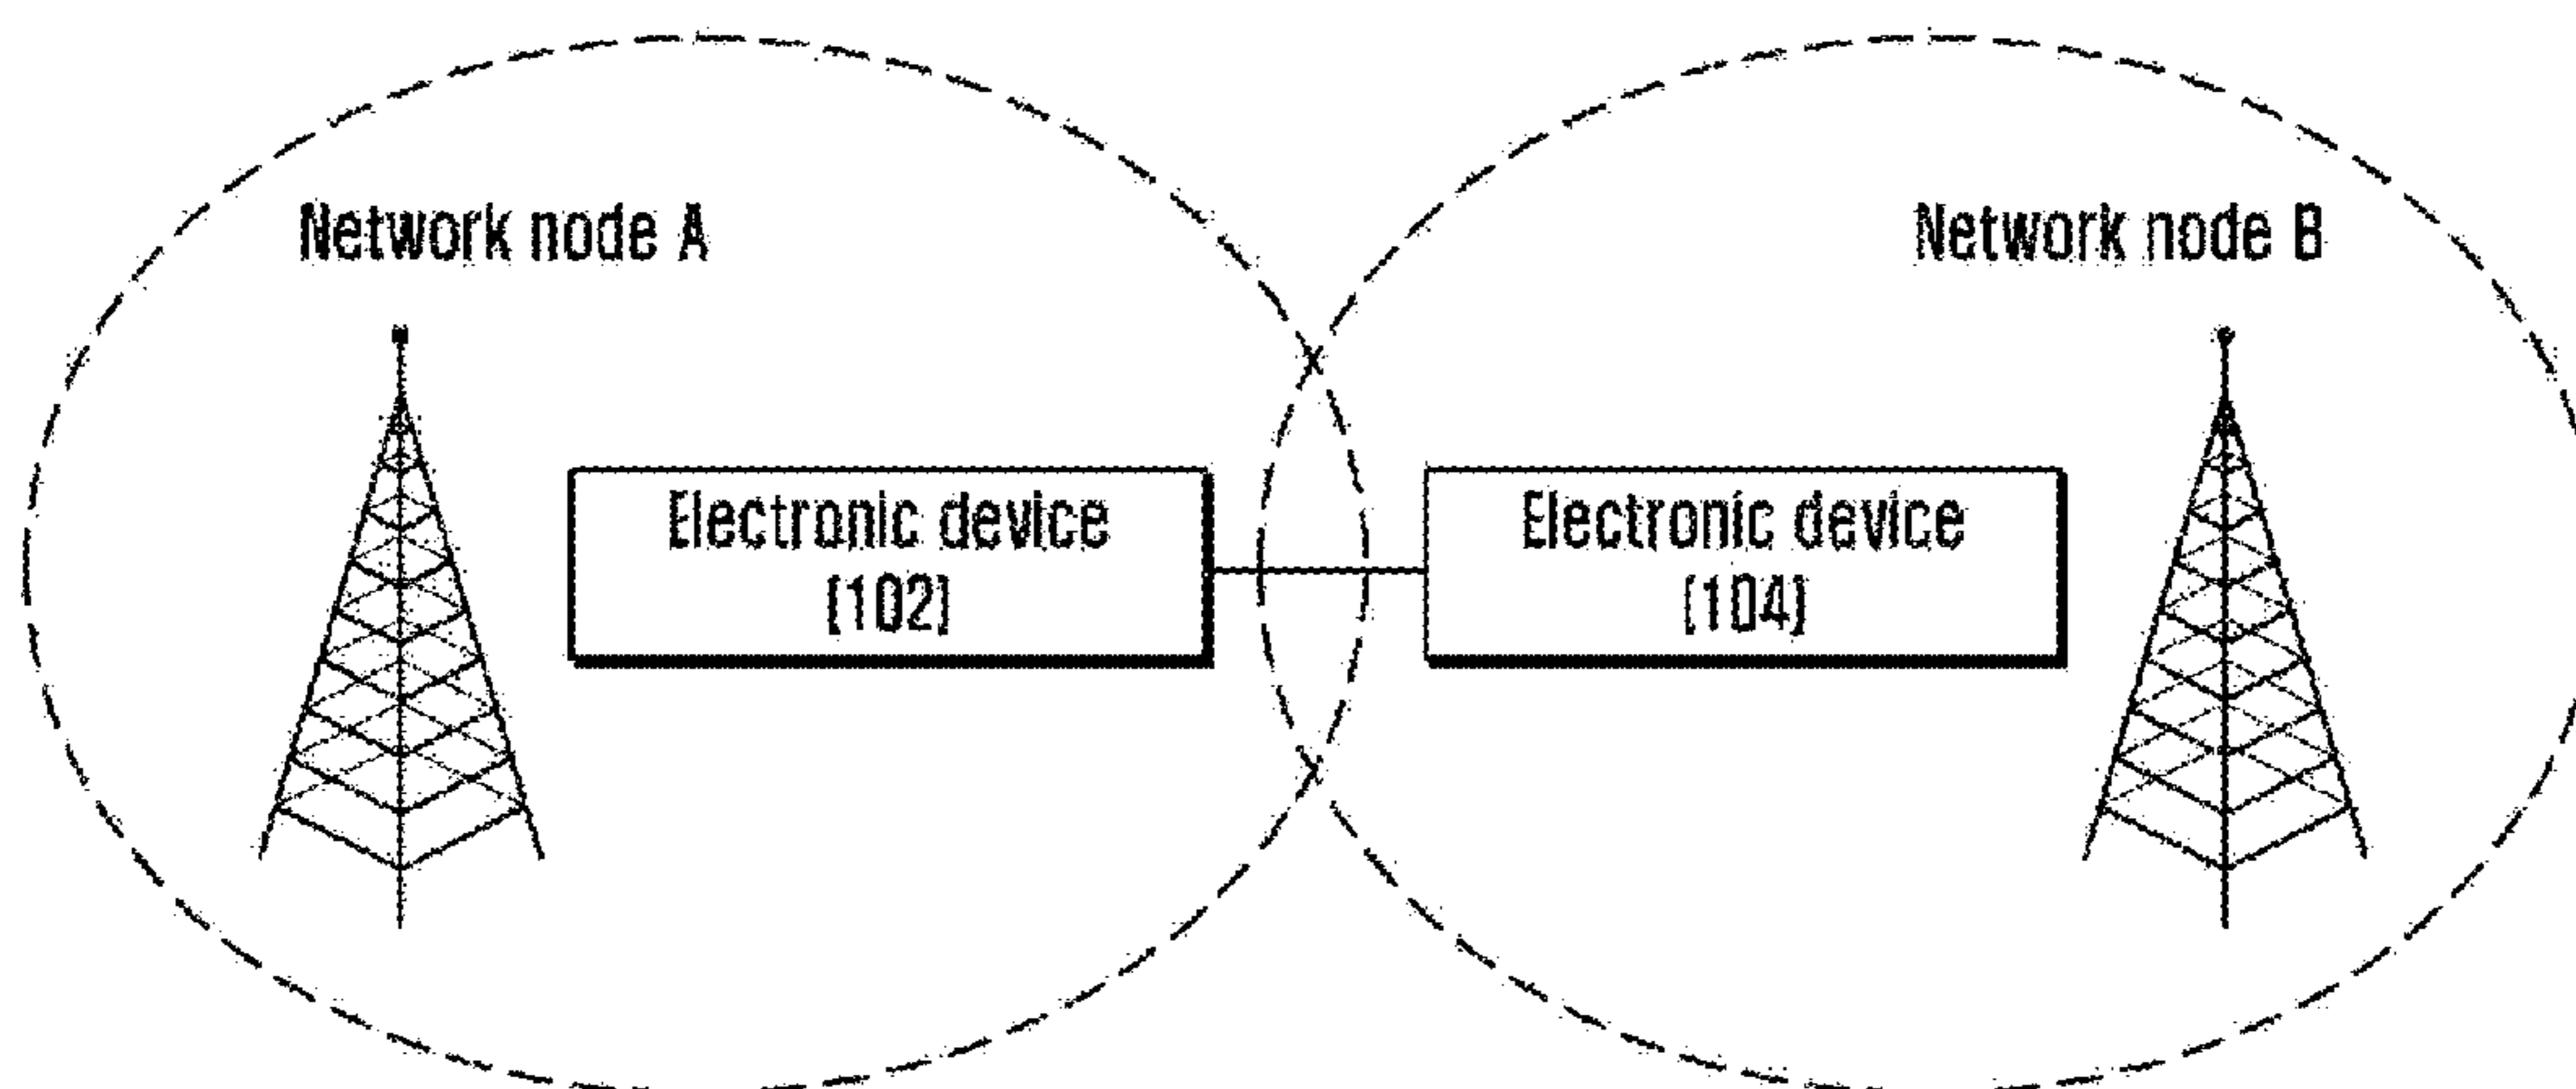 Network node A
Network node B
Electronic device
[102]
Electronic device
[104]